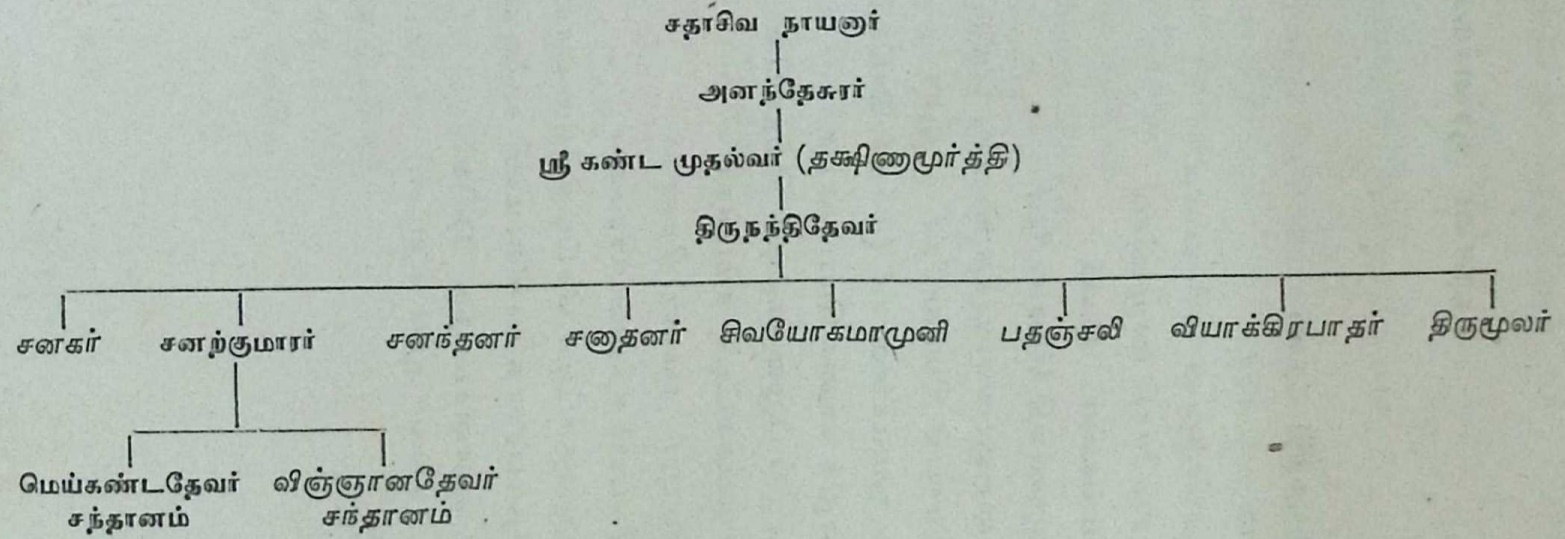 சதாசிவ நாயனார்
அனந்தேசுரர்
ஸ்ரீ கண்ட முதல்வர் (தக்ஷிணாமூர்த்தி)
திருநந்திதேவர்
சனகர் சனற்குமாரர் சனந்தனர் சனாதனர் சிவயோகமாமுனி பதஞ்சலி வியாக்கிரபாதர் திருமூலர்
மெய்கண்டதேவர் விஞ்ஞானதேவர்
சந்தானம் சந்தானம்